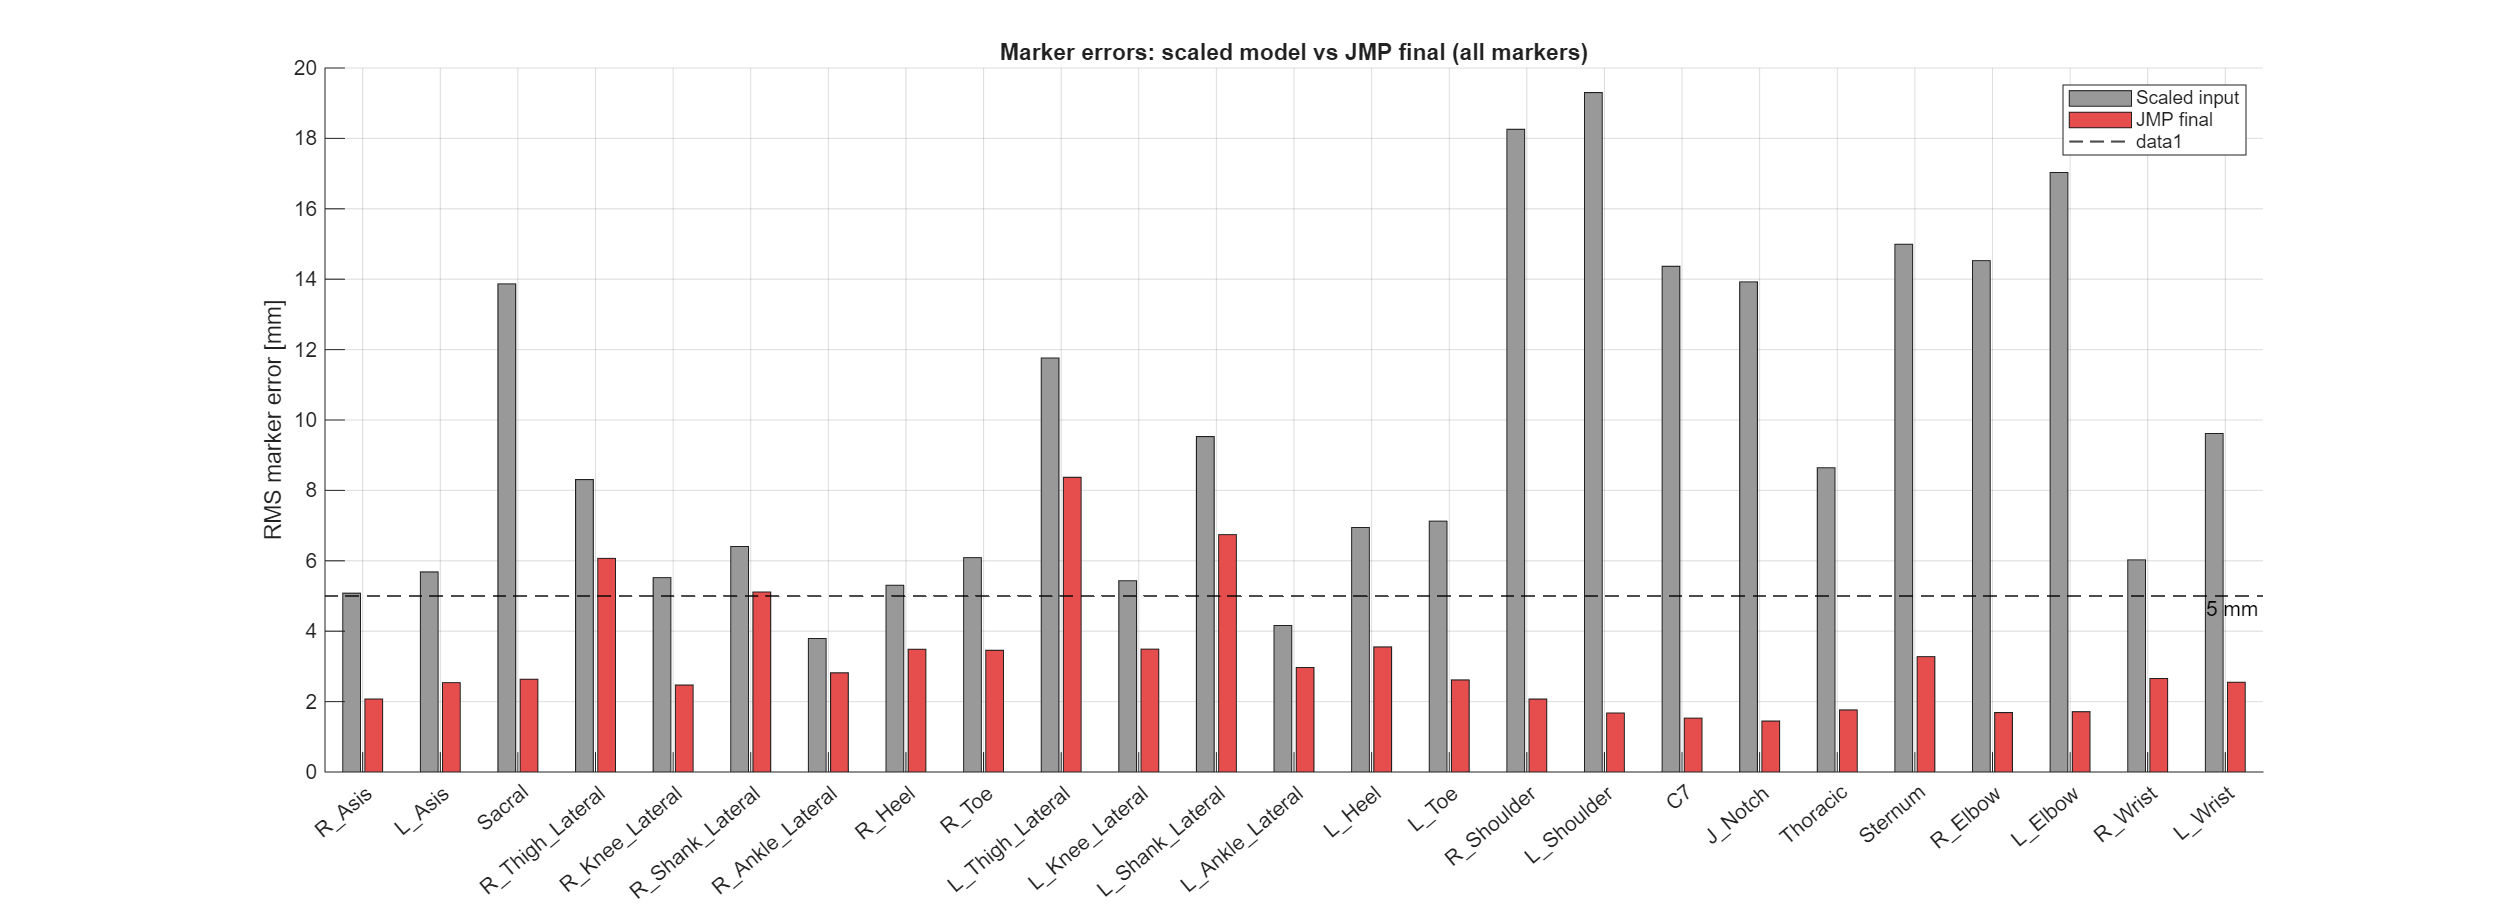 Marker errors: scaled model vs JMP final (all markers)
20
18
16
14
12
10
8
6
4
2
0
RMS marker error [mm]
Scaled input
JMP final
data1
5 mm
R_Asis
L_Asis
Sacral
R_Thigh_Lateral
R_Knee_Lateral
R_Shank_Lateral
R_Ankle_Lateral
R_Heel
R_Toe
L_Thigh_Lateral
L_Knee_Lateral
L_Shank_Lateral
L_Ankle_Lateral
L_Heel
L_Toe
R_Shoulder
L_Shoulder
C7
J_Notch
Thoracic
Sternum
R_Elbow
L_Elbow
R_Wrist
L_Wrist